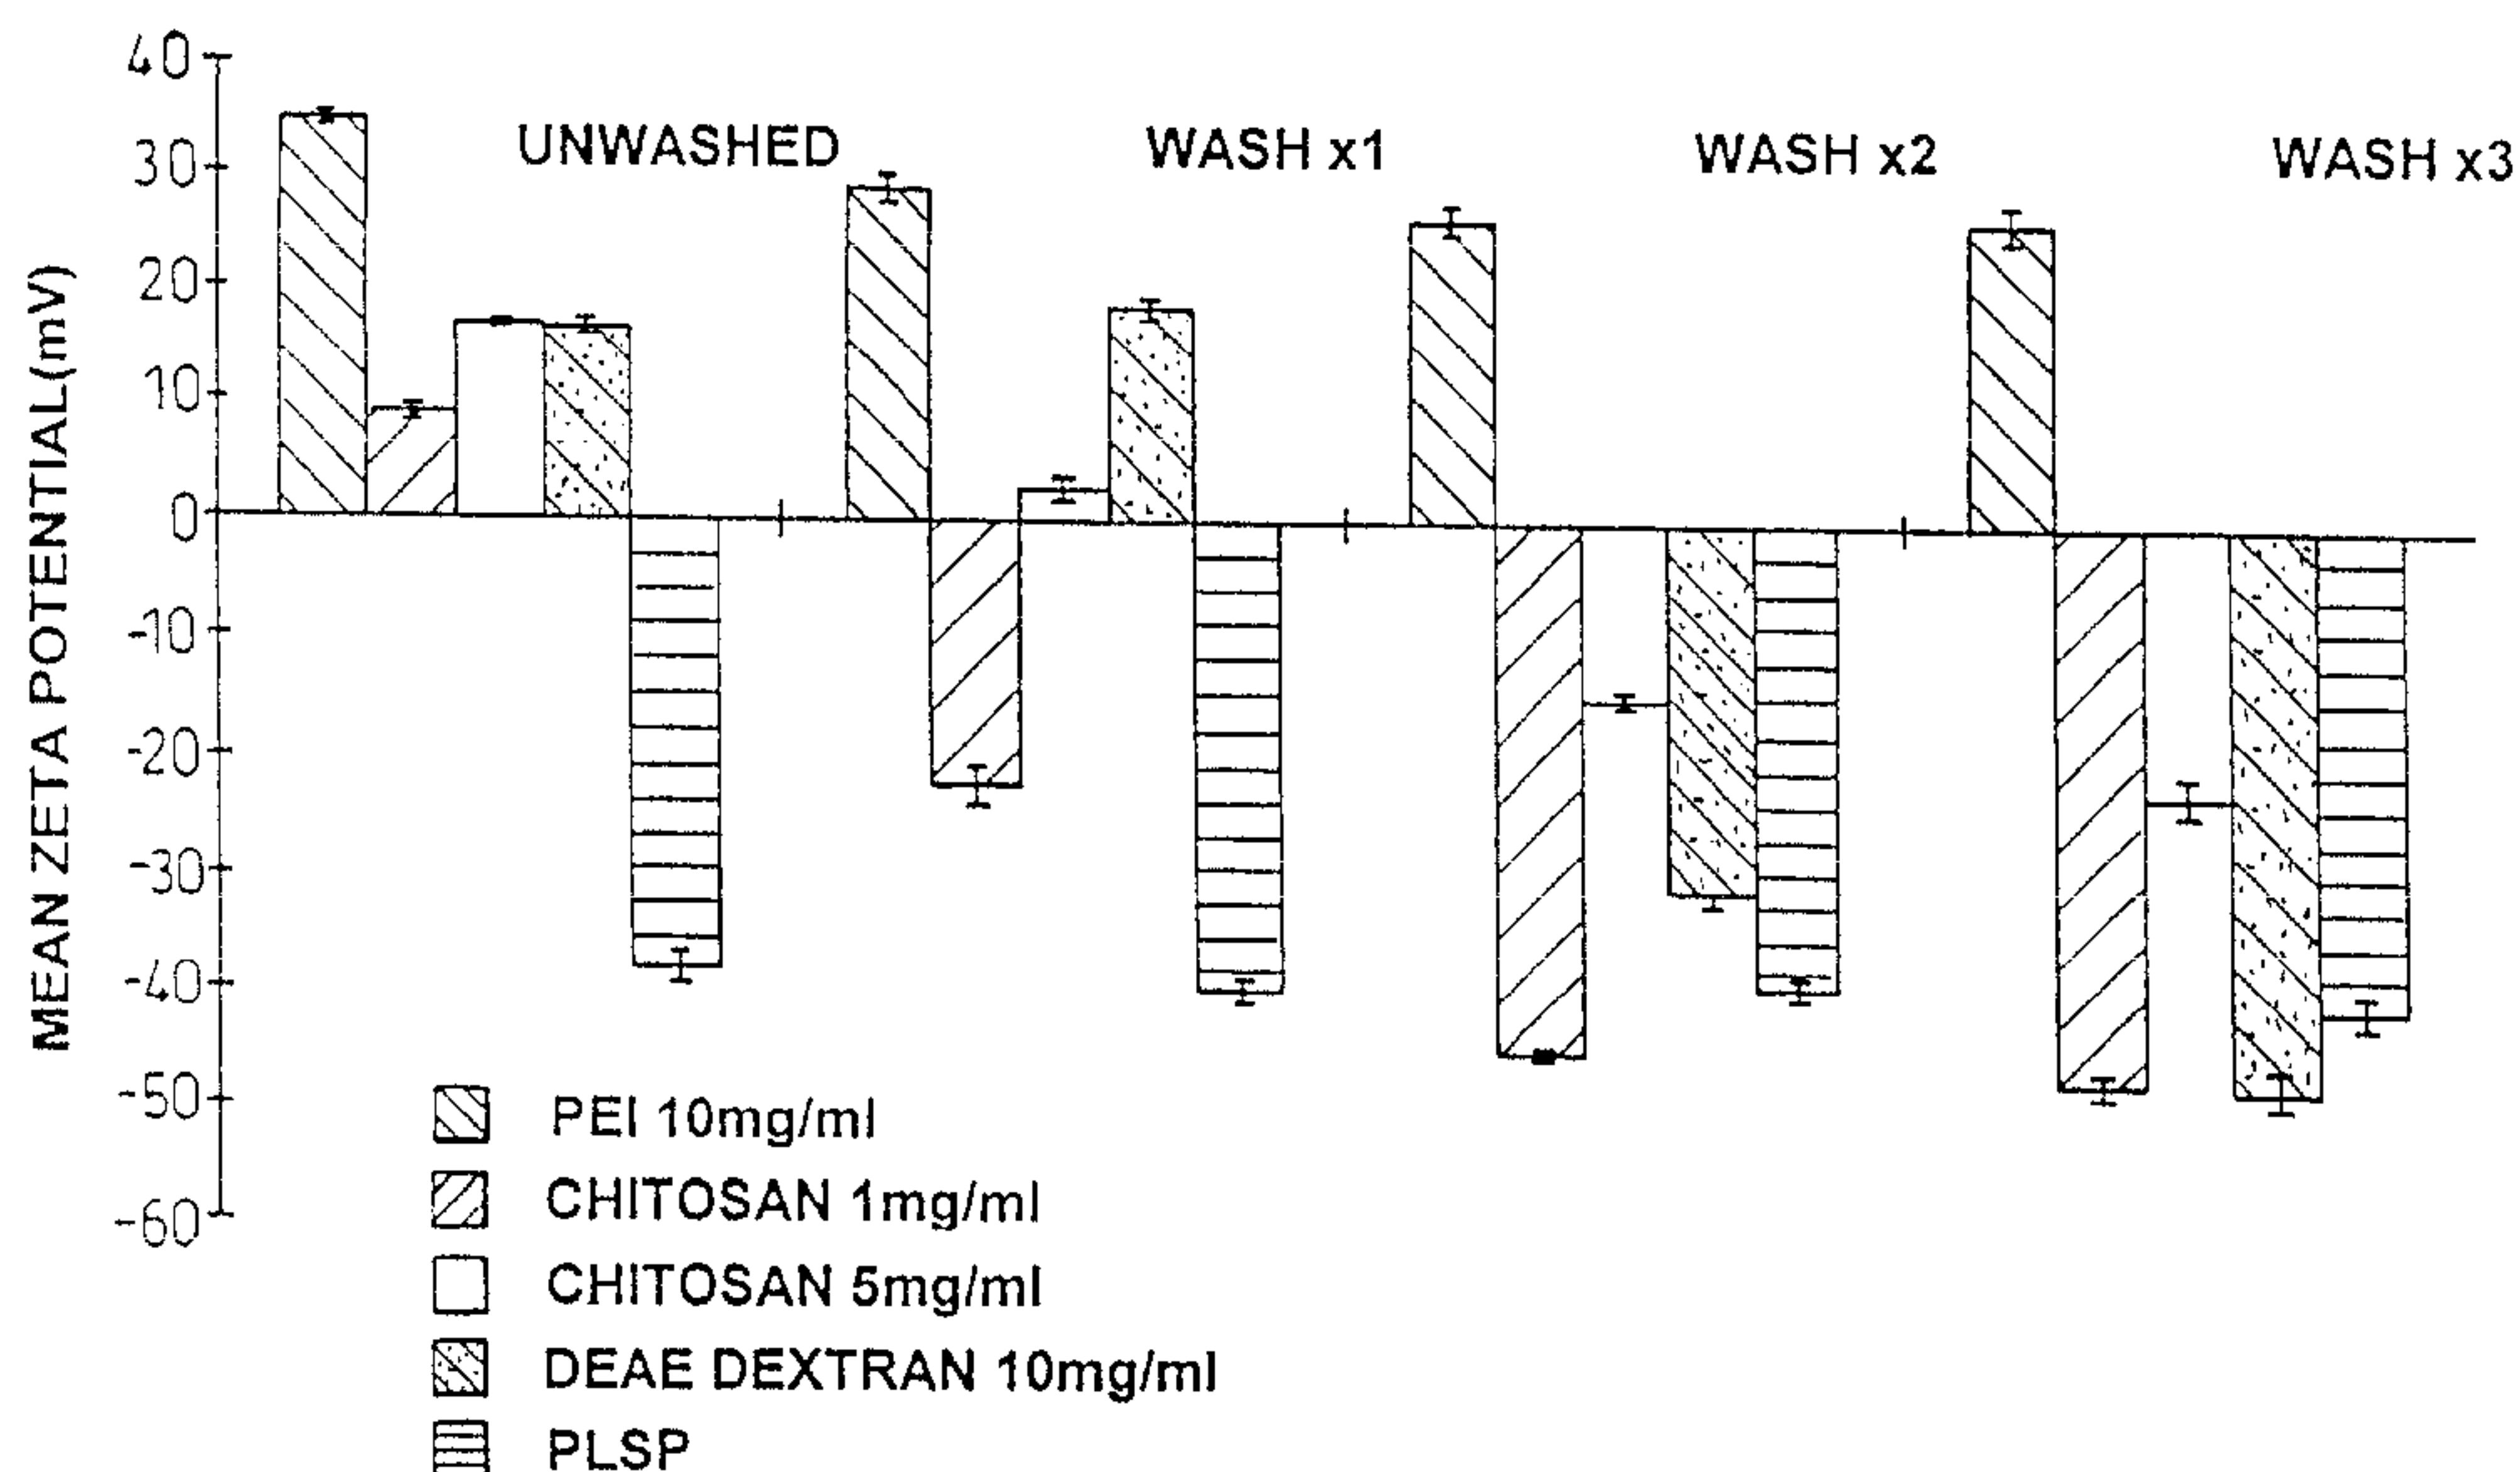 MEAN ZETA POTENTIAL(mV)
40
30
20
10
0
-10
-20
-30
-40
-50
-60
UNWASHED
WASH x1
WASH x2
WASH x3
PEI 10mg/ml
CHITOSAN 1mg/ml
CHITOSAN 5mg/ml
DEAE DEXTRAN 10mg/ml
PLSP